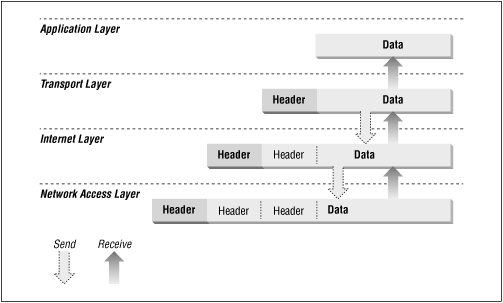 Application Layer
Data
Transport Layer
Header Data
Internet Layer
Header Header Data
Network Access Layer
Header Header Header Data
Send Receive